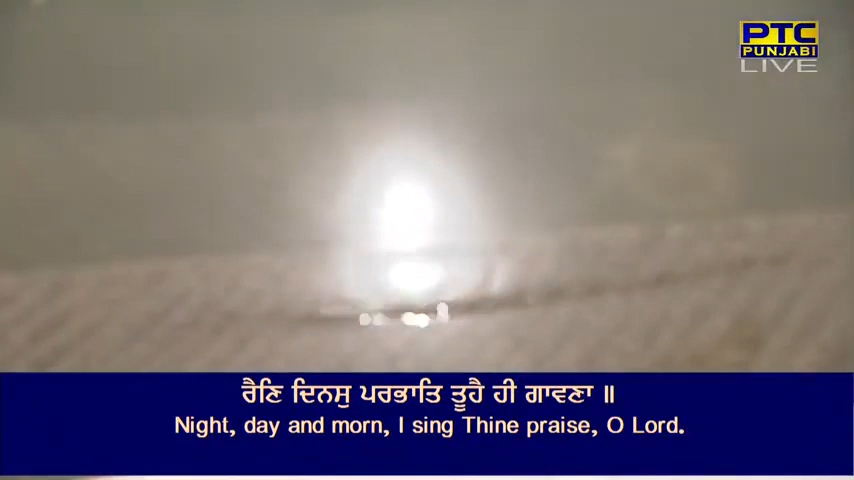 PTC
PUNJABI
LIVE
ਰੈਣਿ ਦਿਨਸੁ ਪਰਭਾਤਿ ਤੂਹੈ ਹੀ ਗਾਵਣਾ ॥
Night, day and morn, I sing Thine praise, O Lord.